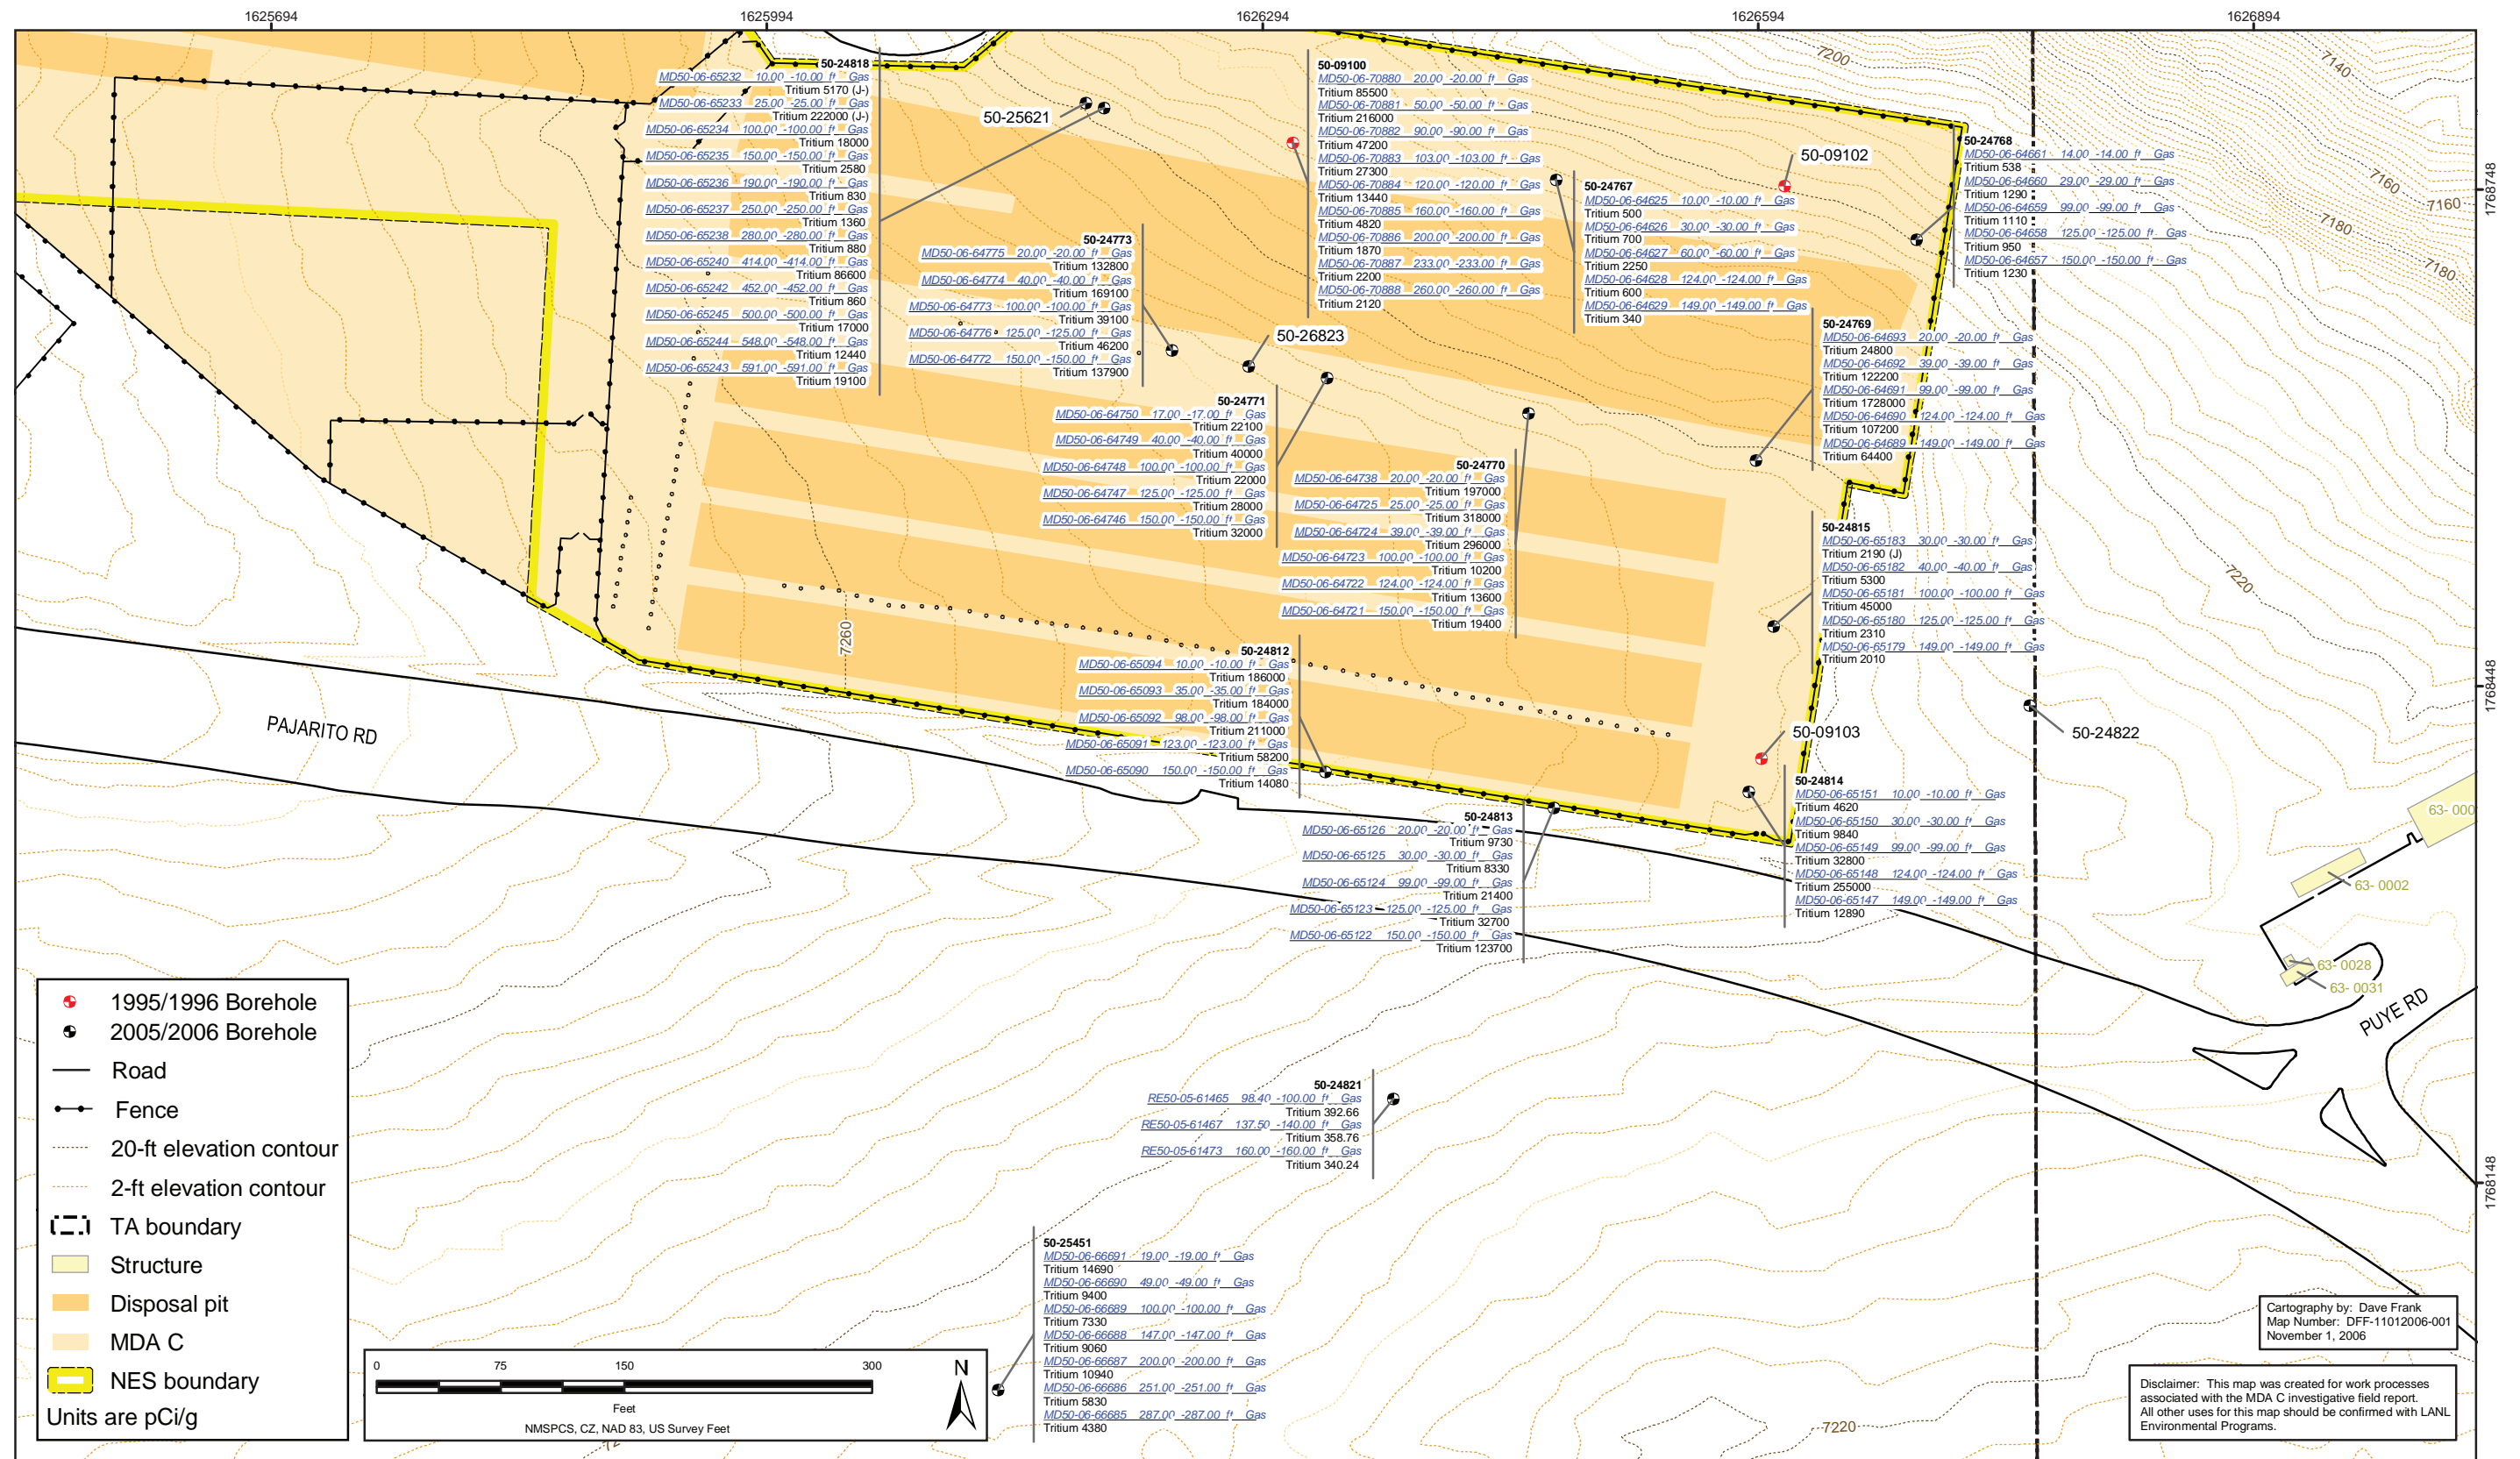 1625694
1625994
1626294
1626594
1626894
50-24818
MD50-06-65232 10.00 -10.00 ft Gas
Tritium 5170 (J-)
MD50-06-65233 25.00 -25.00 ft Gas
Tritium 222000 (J-)
MD50-06-65234 100.00 -100.00 ft Gas
Tritium 18000
MD50-06-65235 150.00 -150.00 ft Gas
Tritium 2580
MD50-06-65236 190.00 -190.00 ft Gas
Tritium 830
MD50-06-65237 250.00 -250.00 ft Gas
Tritium 1360
MD50-06-65238 280.00 -280.00 ft Gas
Tritium 880
MD50-06-65240 414.00 -414.00 ft Gas
Tritium 86600
MD50-06-65242 452.00 -452.00 ft Gas
Tritium 860
MD50-06-65245 500.00 -500.00 ft Gas
Tritium 17000
MD50-06-65244 548.00 -548.00 ft Gas
Tritium 12440
MD50-06-65243 591.00 -591.00 ft Gas
Tritium 19100
50-25621
50-09100
MD50-06-70880 20.00 -20.00 ft Gas
Tritium 85500
MD50-06-70881 50.00 -50.00 ft Gas
Tritium 216000
MD50-06-70882 90.00 -90.00 ft Gas
Tritium 47200
MD50-06-70883 103.00 -103.00 ft Gas
Tritium 27300
MD50-06-70884 120.00 -120.00 ft Gas
Tritium 13440
MD50-06-70885 160.00 -160.00 ft Gas
Tritium 4820
MD50-06-70886 200.00 -200.00 ft Gas
Tritium 1870
MD50-06-70887 233.00 -233.00 ft Gas
Tritium 2200
MD50-06-70888 260.00 -260.00 ft Gas
Tritium 2120
50-09102
50-24767
MD50-06-64625 10.00 -10.00 ft Gas
Tritium 500
MD50-06-64626 30.00 -30.00 ft Gas
Tritium 700
MD50-06-64627 60.00 -60.00 ft Gas
Tritium 2250
MD50-06-64628 124.00 -124.00 ft Gas
Tritium 600
MD50-06-64629 149.00 -149.00 ft Gas
Tritium 340
50-24768
MD50-06-64661 14.00 -14.00 ft Gas
Tritium 538
MD50-06-64660 29.00 -29.00 ft Gas
Tritium 1290
MD50-06-64659 99.00 -99.00 ft Gas
Tritium 1110
MD50-06-64658 125.00 -125.00 ft Gas
Tritium 950
MD50-06-64657 150.00 -150.00 ft Gas
Tritium 1230
7200
7140
7160
7160
7180
7180
1768748
50-24773
MD50-06-64775 20.00 -20.00 ft Gas
Tritium 132800
MD50-06-64774 40.00 -40.00 ft Gas
Tritium 169100
MD50-06-64773 100.00 -100.00 ft Gas
Tritium 39100
MD50-06-64776 125.00 -125.00 ft Gas
Tritium 46200
MD50-06-64772 150.00 -150.00 ft Gas
Tritium 137900
50-26823
50-24769
MD50-06-64693 20.00 -20.00 ft Gas
Tritium 24800
MD50-06-64692 39.00 -39.00 ft Gas
Tritium 122200
MD50-06-64691 99.00 -99.00 ft Gas
Tritium 1728000
MD50-06-64690 124.00 -124.00 ft Gas
Tritium 107200
MD50-06-64689 149.00 -149.00 ft Gas
Tritium 64400
50-24771
MD50-06-64750 17.00 -17.00 ft Gas
Tritium 22100
MD50-06-64749 40.00 -40.00 ft Gas
Tritium 40000
MD50-06-64748 100.00 -100.00 ft Gas
Tritium 22000
MD50-06-64747 125.00 -125.00 ft Gas
Tritium 28000
MD50-06-64746 150.00 -150.00 ft Gas
Tritium 32000
50-24770
MD50-06-64738 20.00 -20.00 ft Gas
Tritium 197000
MD50-06-64725 25.00 -25.00 ft Gas
Tritium 318000
MD50-06-64724 39.00 -39.00 ft Gas
Tritium 296000
MD50-06-64723 100.00 -100.00 ft Gas
Tritium 10200
MD50-06-64722 124.00 -124.00 ft Gas
Tritium 13600
MD50-06-64721 150.00 -150.00 ft Gas
Tritium 19400
50-24815
MD50-06-65183 30.00 -30.00 ft Gas
Tritium 2190 (J)
MD50-06-65182 40.00 -40.00 ft Gas
Tritium 5300
MD50-06-65181 100.00 -100.00 ft Gas
Tritium 45000
MD50-06-65180 125.00 -125.00 ft Gas
Tritium 2310
MD50-06-65179 149.00 -149.00 ft Gas
Tritium 2010
7220
7260
1768448
50-24812
MD50-06-65094 10.00 -10.00 ft Gas
Tritium 186000
MD50-06-65093 35.00 -35.00 ft Gas
Tritium 184000
MD50-06-65092 98.00 -98.00 ft Gas
Tritium 211000
MD50-06-65091 123.00 -123.00 ft Gas
Tritium 58200
MD50-06-65090 150.00 -150.00 ft Gas
Tritium 14080
PAJARITO RD
50-09103
50-24822
50-24814
MD50-06-65151 10.00 -10.00 ft Gas
Tritium 4620
MD50-06-65150 30.00 -30.00 ft Gas
Tritium 9840
MD50-06-65149 99.00 -99.00 ft Gas
Tritium 32800
MD50-06-65148 124.00 -124.00 ft Gas
Tritium 255000
MD50-06-65147 149.00 -149.00 ft Gas
Tritium 12890
50-24813
MD50-06-65126 20.00 -20.00 ft Gas
Tritium 9730
MD50-06-65125 30.00 -30.00 ft Gas
Tritium 8330
MD50-06-65124 99.00 -99.00 ft Gas
Tritium 21400
MD50-06-65123 125.00 -125.00 ft Gas
Tritium 32700
MD50-06-65122 150.00 -150.00 ft Gas
Tritium 123700
63- 000
63- 0002
63- 0028
63- 0031
PUYE RD
50-24821
RE50-05-61465 98.40 -100.00 ft Gas
Tritium 392.66
RE50-05-61467 137.50 -140.00 ft Gas
Tritium 358.76
RE50-05-61473 160.00 -160.00 ft Gas
Tritium 340.24
1768148
50-25451
MD50-06-66691 19.00 -19.00 ft Gas
Tritium 14690
MD50-06-66690 49.00 -49.00 ft Gas
Tritium 9400
MD50-06-66689 100.00 -100.00 ft Gas
Tritium 7330
MD50-06-66688 147.00 -147.00 ft Gas
Tritium 9060
MD50-06-66687 200.00 -200.00 ft Gas
Tritium 10940
MD50-06-66686 251.00 -251.00 ft Gas
Tritium 5830
MD50-06-66685 287.00 -287.00 ft Gas
Tritium 4380
7220
1995/1996 Borehole
2005/2006 Borehole
Road
Fence
20-ft elevation contour
2-ft elevation contour
TA boundary
Structure
Disposal pit
MDA C
NES boundary
Units are pCi/g
0 75 150 300
Feet
NMSPCS, CZ, NAD 83, US Survey Feet
N
Cartography by: Dave Frank
Map Number: DFF-11012006-001
November 1, 2006
Disclaimer: This map was created for work processes
associated with the MDA C investigative field report.
All other uses for this map should be confirmed with LANL
Environmental Programs.